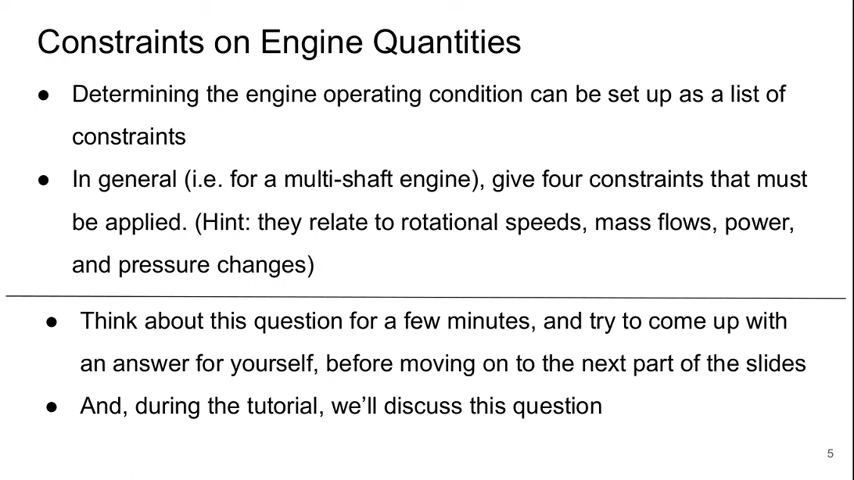 Constraints on Engine Quantities
● Determining the engine operating condition can be set up as a list of
constraints
● In general (i.e. for a multi-shaft engine), give four constraints that must
be applied. (Hint: they relate to rotational speeds, mass flows, power,
and pressure changes)
● Think about this question for a few minutes, and try to come up with
an answer for yourself, before moving on to the next part of the slides
● And, during the tutorial, we’ll discuss this question
5